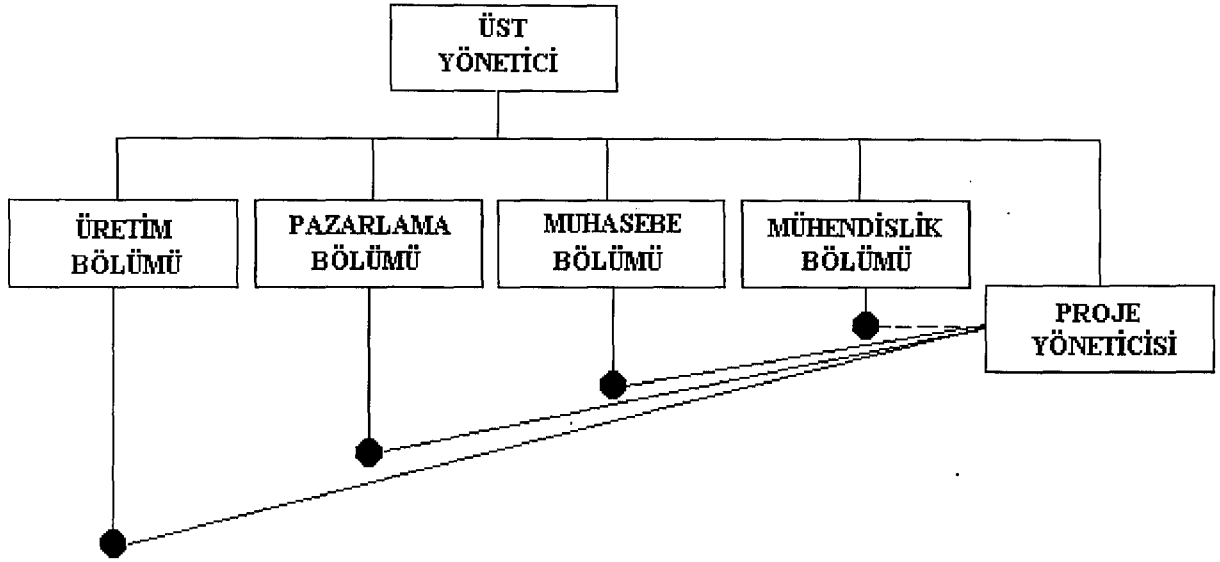 ÜST
YÖNETİCİ
ÜRETİM
BÖLÜMÜ
PAZARLAMA
BÖLÜMÜ
MUHASEBE
BÖLÜMÜ
MÜHENDİSLİK
BÖLÜMÜ
PROJE
YÖNETİCİSİ